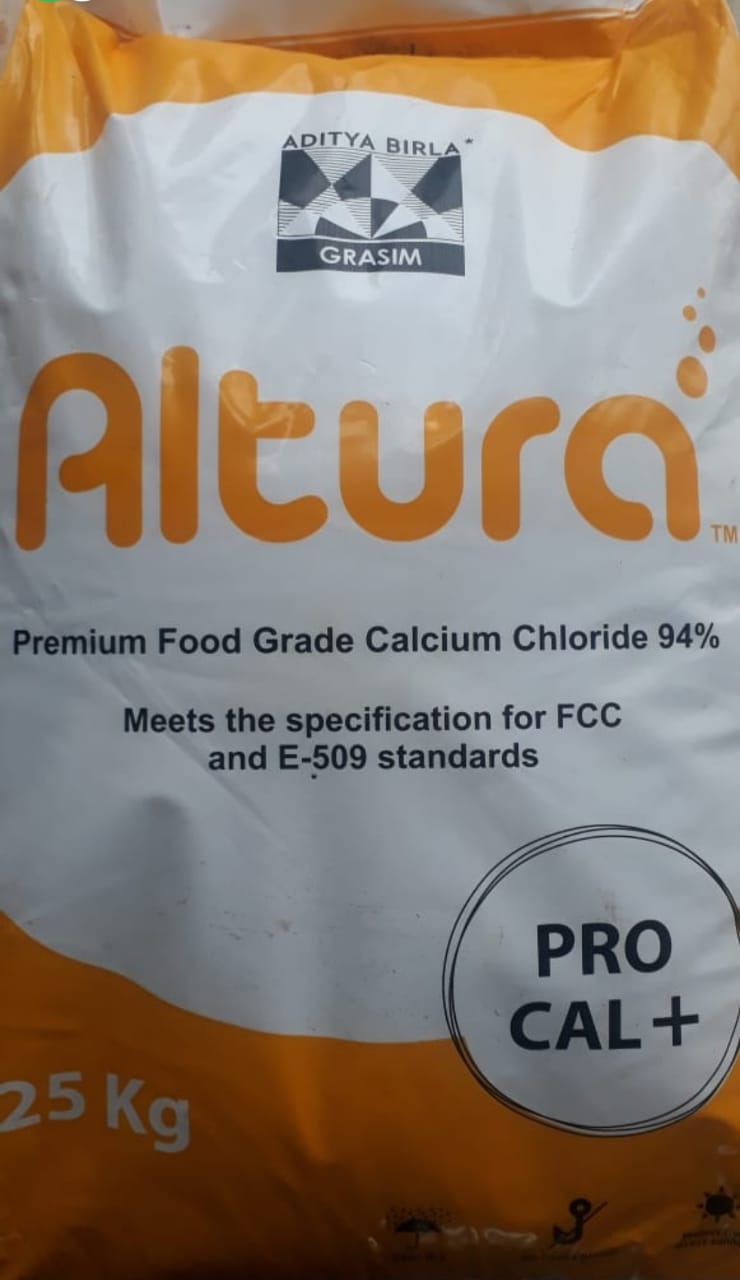 ADITYA BIRLA*
GRASIM
Altura TM
Premium Food Grade Calcium Chloride 94%
Meets the specification for FCC
and E-509 standards
PRO
CAL+
25 Kg